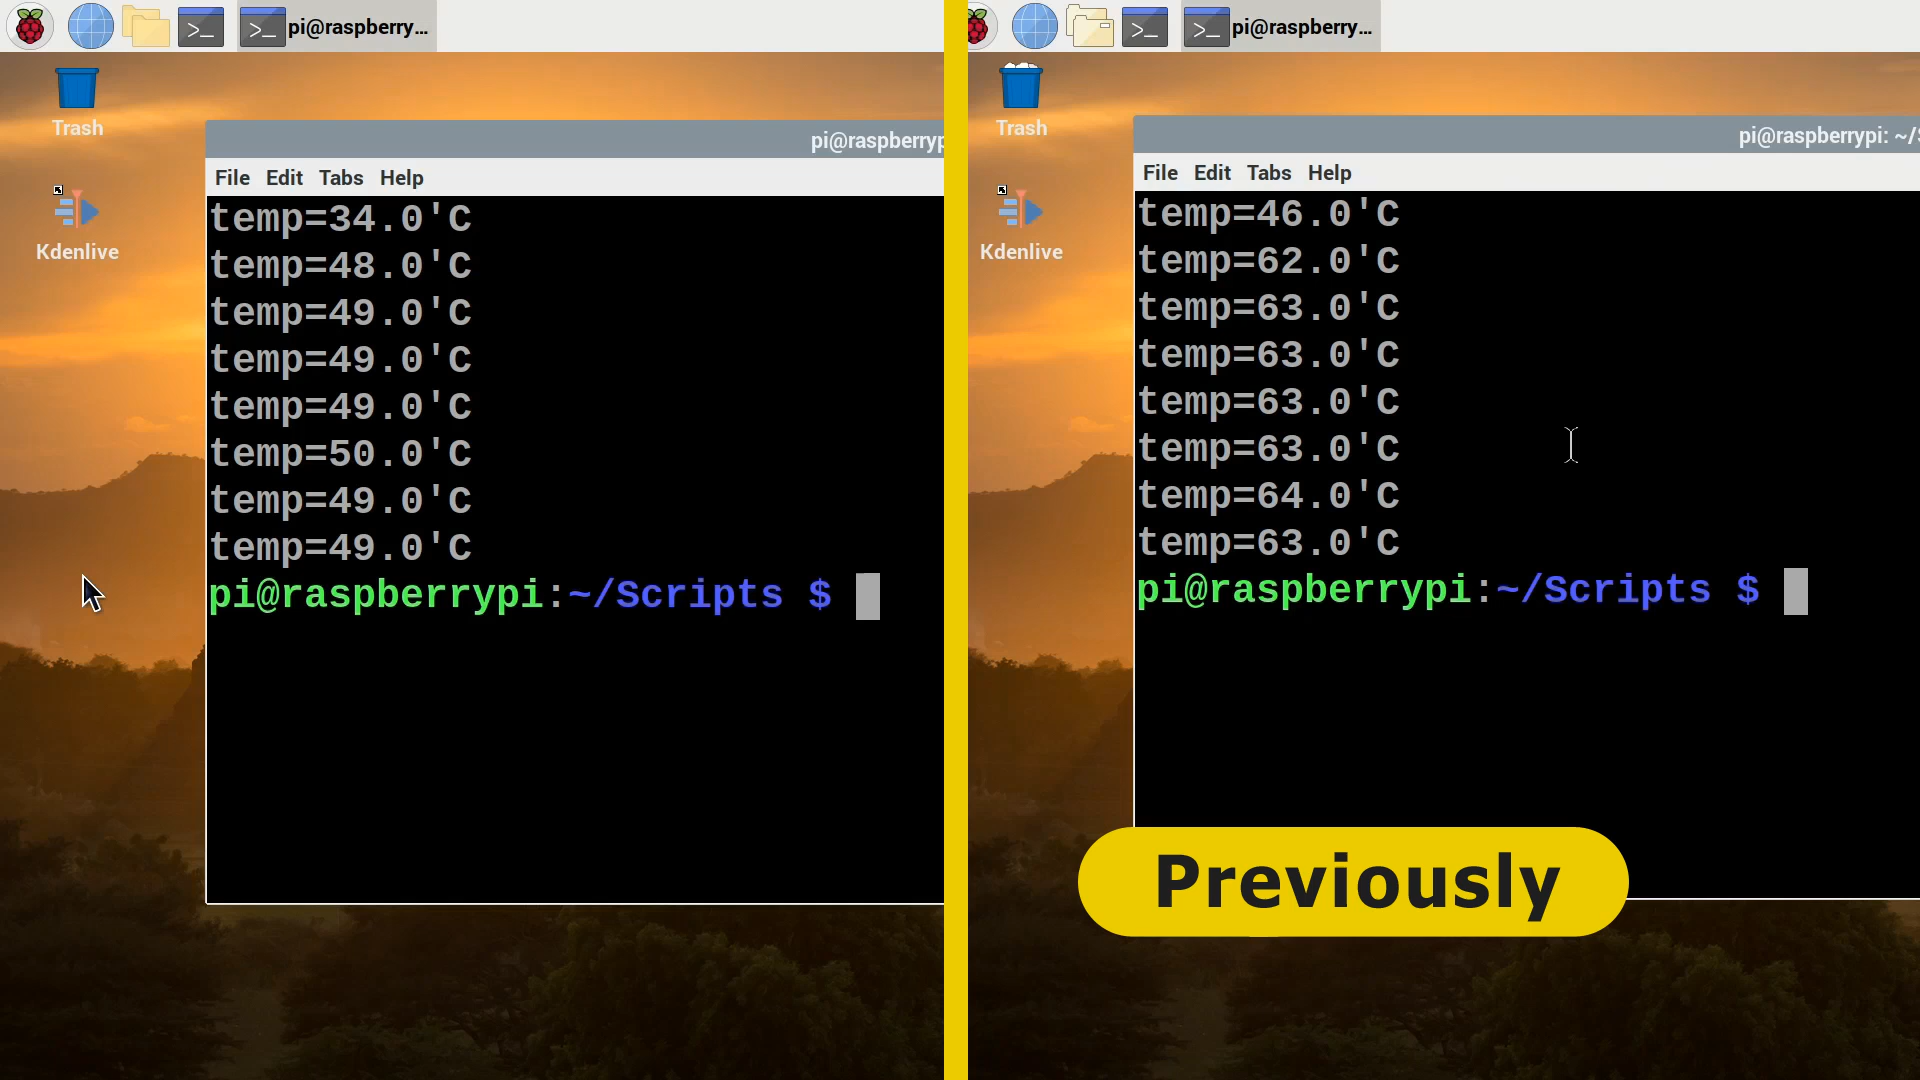 pi@raspberry...
Trash
Kdenlive
pi@raspberryp
File Edit Tabs Help
temp=34.0'C
temp=48.0'C
temp=49.0'C
temp=49.0'C
temp=49.0'C
temp=50.0'C
temp=49.0'C
temp=49.0'C
pi@raspberrypi:~/Scripts $
pi@raspberry...
Trash
Kdenlive
pi@raspberrypi: ~/S
File Edit Tabs Help
temp=46.0'C
temp=62.0'C
temp=63.0'C
temp=63.0'C
temp=63.0'C
temp=63.0'C
temp=64.0'C
temp=63.0'C
pi@raspberrypi:~/Scripts $
Previously